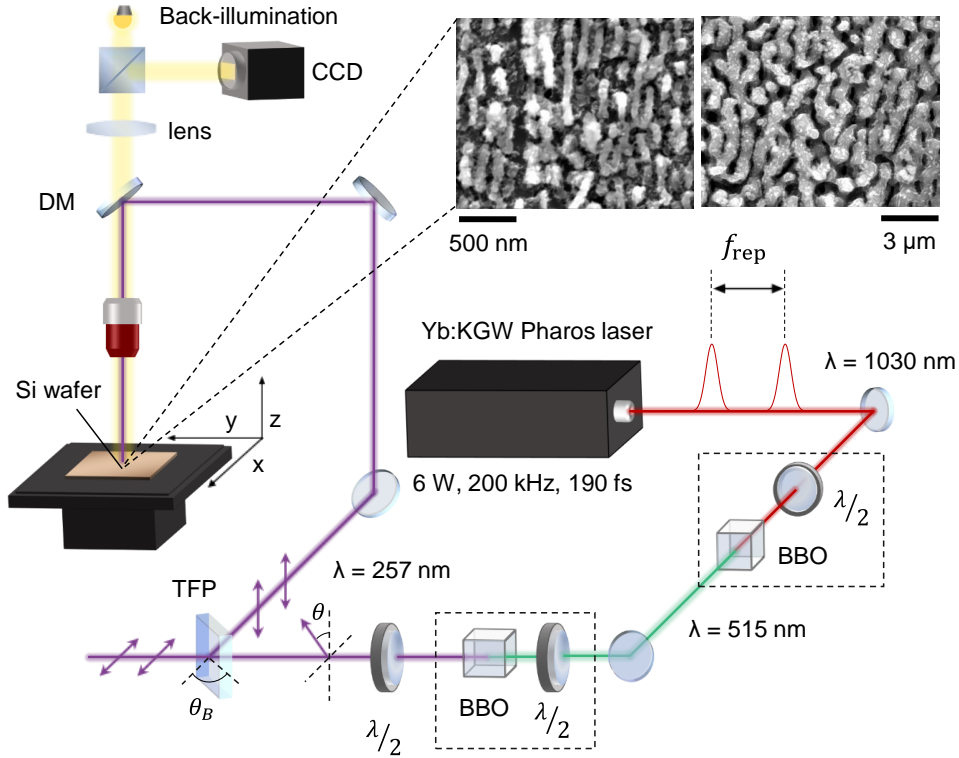 Back-illumination
CCD
lens
DM
500 nm
3 µm
f_rep
Yb:KGW Pharos laser
λ = 1030 nm
Si wafer
y
z
x
6 W, 200 kHz, 190 fs
λ/2
BBO
λ = 257 nm
TFP
θ
λ = 515 nm
θ_B
BBO
λ/2
λ/2